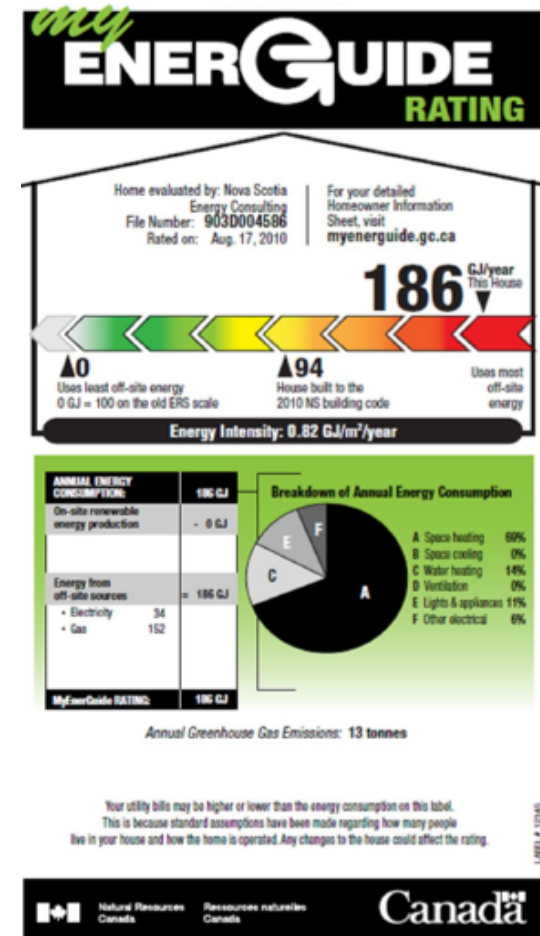 my
ENERGUIDE
RATING
Home evaluated by: Nova Scotia
Energy Consulting
File Number: 903D004586
Rated on: Aug. 17, 2010
For your detailed
Homeowner Information
Sheet, visit
myenerguide.gc.ca
186 GJ/year
This House
0
Uses least off-site energy
0 GJ = 100 on the old ERS scale
94
House built to the
2010 NS building code
Uses most
off-site
energy
Energy Intensity: 0.82 GJ/m²/year
ANNUAL ENERGY
CONSUMPTION: 186 GJ
On-site renewable
energy production - 0 GJ
Energy from
off-site sources = 186 GJ
• Electricity 34
• Gas 152
MyEnerGuide RATING: 186 GJ
Breakdown of Annual Energy Consumption
A
C
E
F
A Space heating 69%
B Space cooling 0%
C Water heating 14%
D Ventilation 0%
E Lights & appliances 11%
F Other electrical 6%
Annual Greenhouse Gas Emissions: 13 tonnes
Your utility bills may be higher or lower than the energy consumption on this label.
This is because standard assumptions have been made regarding how many people
live in your house and how the home is operated. Any changes to the house could affect the rating.
LABEL # 12345
Natural Resources
Canada
Ressources naturelles
Canada
Canada